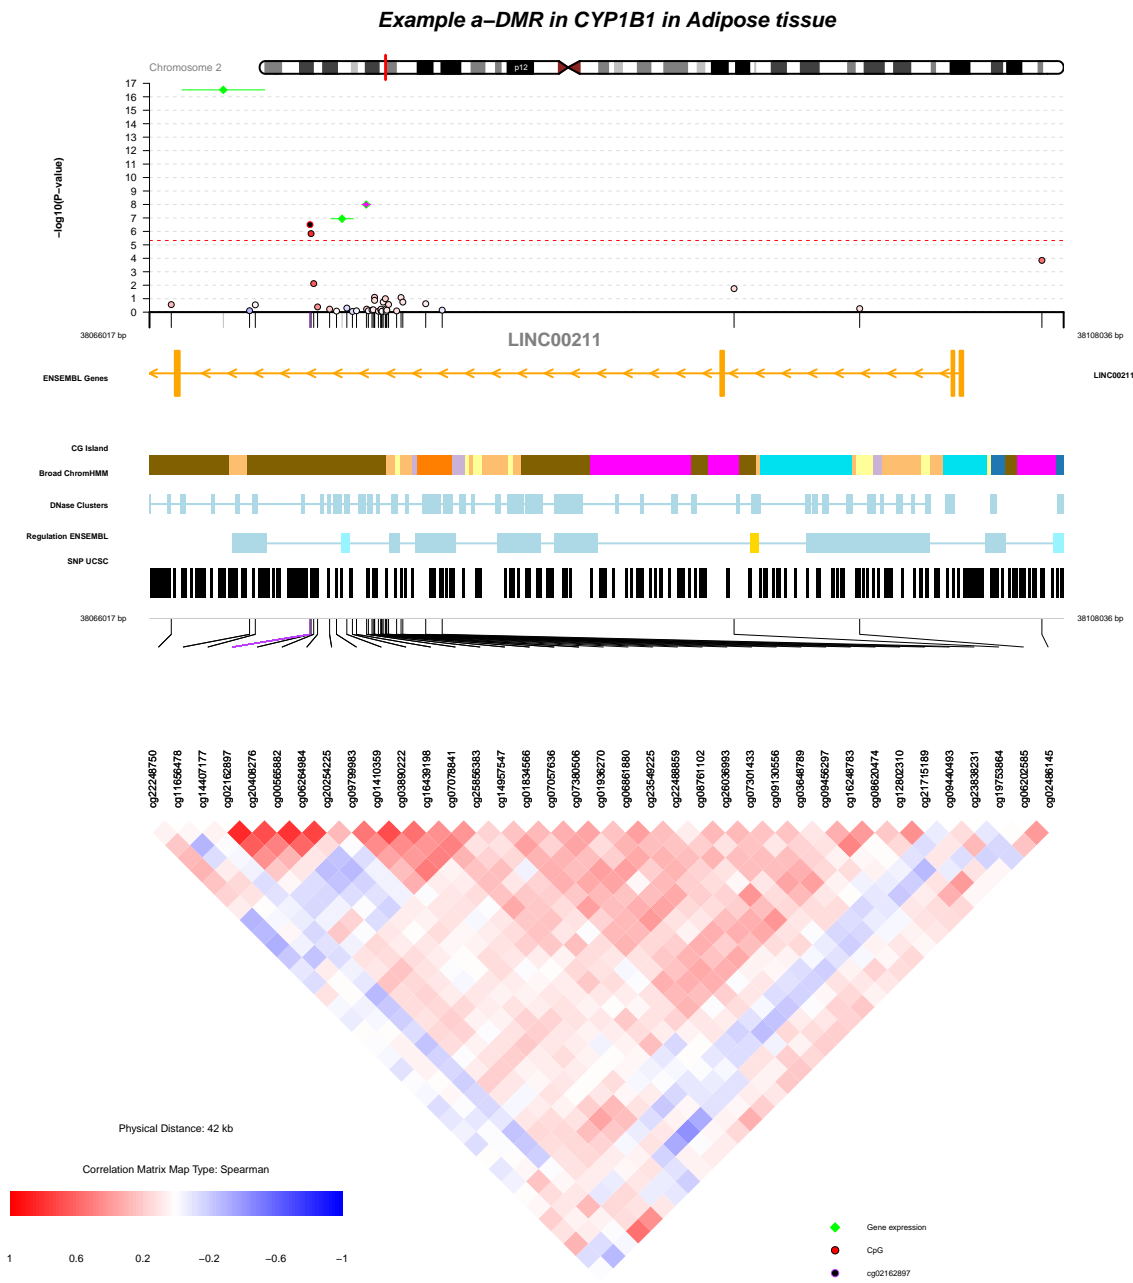 Example a–DMR in CYP1B1 in Adipose tissue
Chromosome 2
p12
–log10(P–value)
17
16
15
14
13
12
11
10
9
8
7
6
5
4
3
2
1
0
38066017 bp
38108036 bp
LINC00211
ENSEMBL Genes
LINC00211
CG Island
Broad ChromHMM
DNase Clusters
Regulation ENSEMBL
SNP UCSC
38066017 bp
38108036 bp
cg22248750
cg11656478
cg14407177
cg02162897
cg20408276
cg00565882
cg06264984
cg20254225
cg09799983
cg01410359
cg03890222
cg16439198
cg07078841
cg25856383
cg14957547
cg01834566
cg07057636
cg07380506
cg01936270
cg06861880
cg23549225
cg22488859
cg08761102
cg26036993
cg07301433
cg09130556
cg03648789
cg09456297
cg16248783
cg08620474
cg12802310
cg21715189
cg09440493
cg23838231
cg19753864
cg06602585
cg02486145
Physical Distance: 42 kb
Correlation Matrix Map Type: Spearman
1
0.6
0.2
–0.2
–0.6
–1
Gene expression
CpG
cg02162897